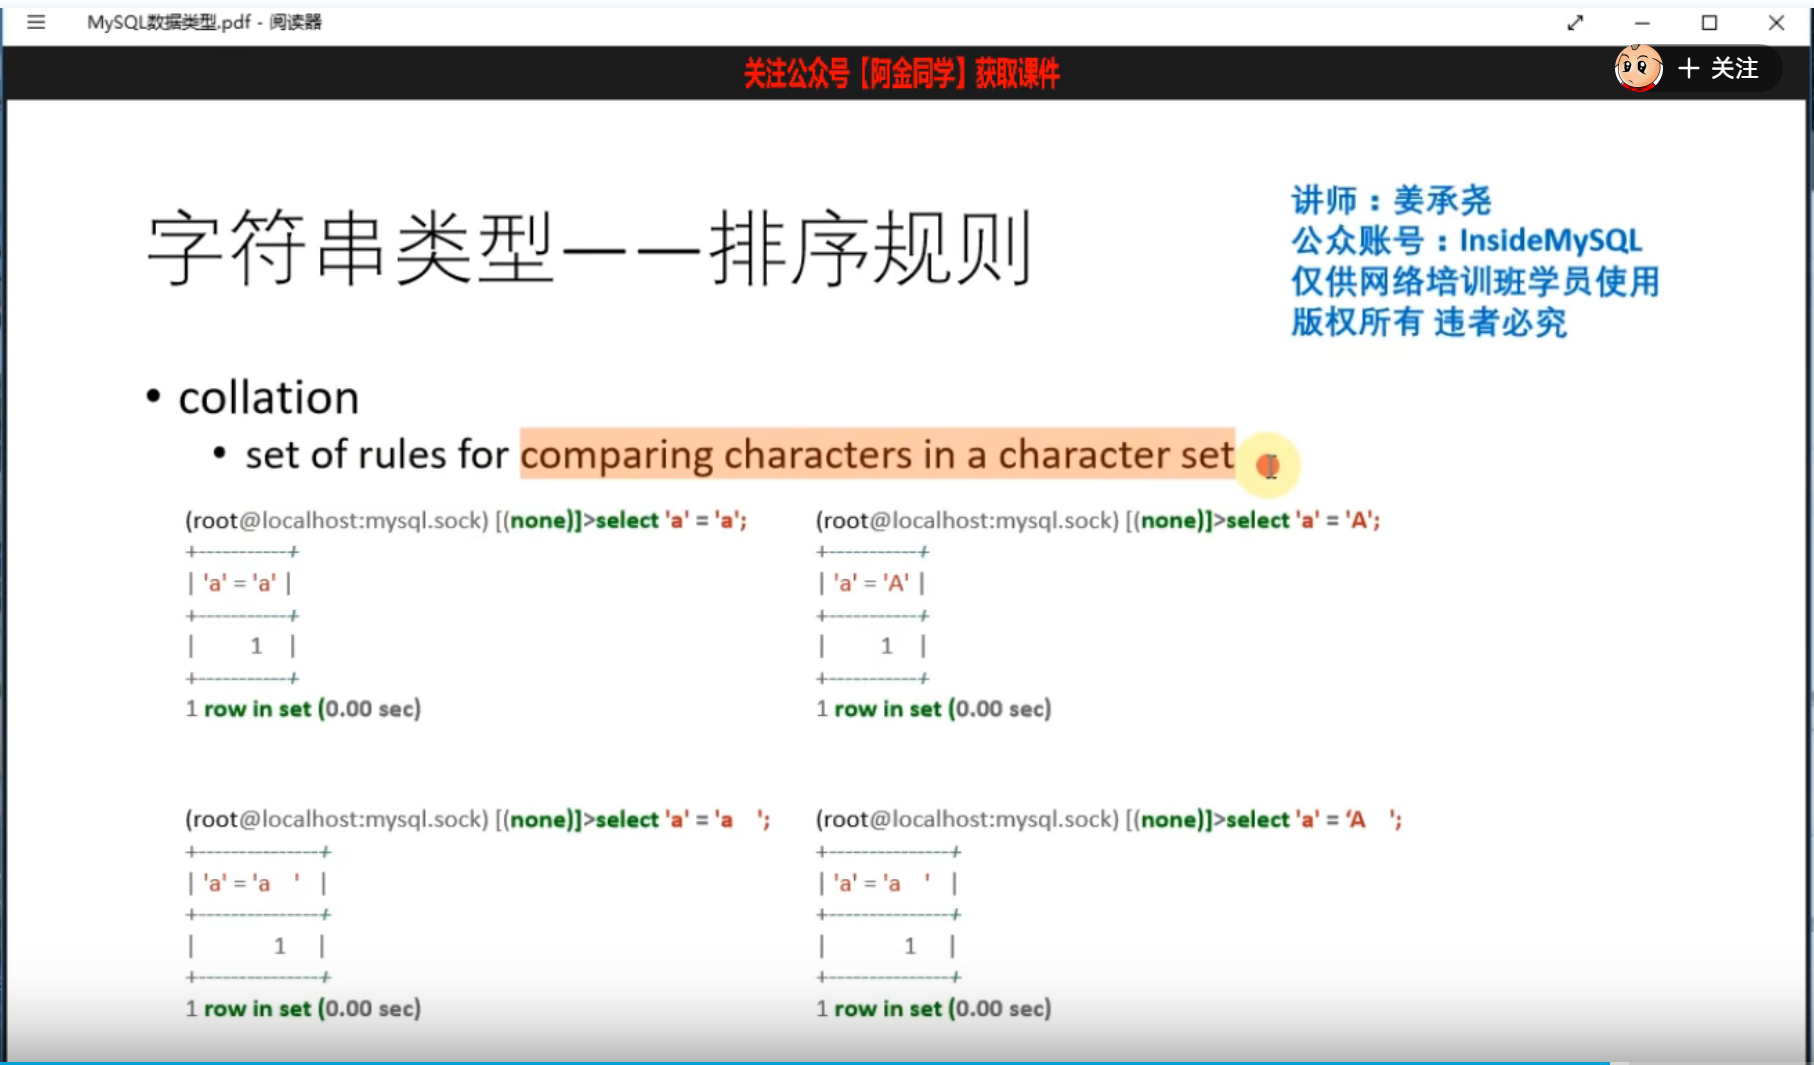 MySQL数据类型.pdf - 阅读器
关注公众号【阿金同学】获取课件
+ 关注
字符串类型——排序规则
讲师：姜承尧
公众账号：InsideMySQL
仅供网络培训班学员使用
版权所有 违者必究
• collation
• set of rules for comparing characters in a character set
(root@localhost:mysql.sock) [(none)]>select 'a' = 'a';
+-----------+
| 'a' = 'a' |
+-----------+
| 1 |
+-----------+
1 row in set (0.00 sec)
(root@localhost:mysql.sock) [(none)]>select 'a' = 'A';
+-----------+
| 'a' = 'A' |
+-----------+
| 1 |
+-----------+
1 row in set (0.00 sec)
(root@localhost:mysql.sock) [(none)]>select 'a' = 'a   ';
+--------------+
| 'a' = 'a   ' |
+--------------+
| 1 |
+--------------+
1 row in set (0.00 sec)
(root@localhost:mysql.sock) [(none)]>select 'a' = ‘A   ';
+--------------+
| 'a' = 'a   ' |
+--------------+
| 1 |
+--------------+
1 row in set (0.00 sec)